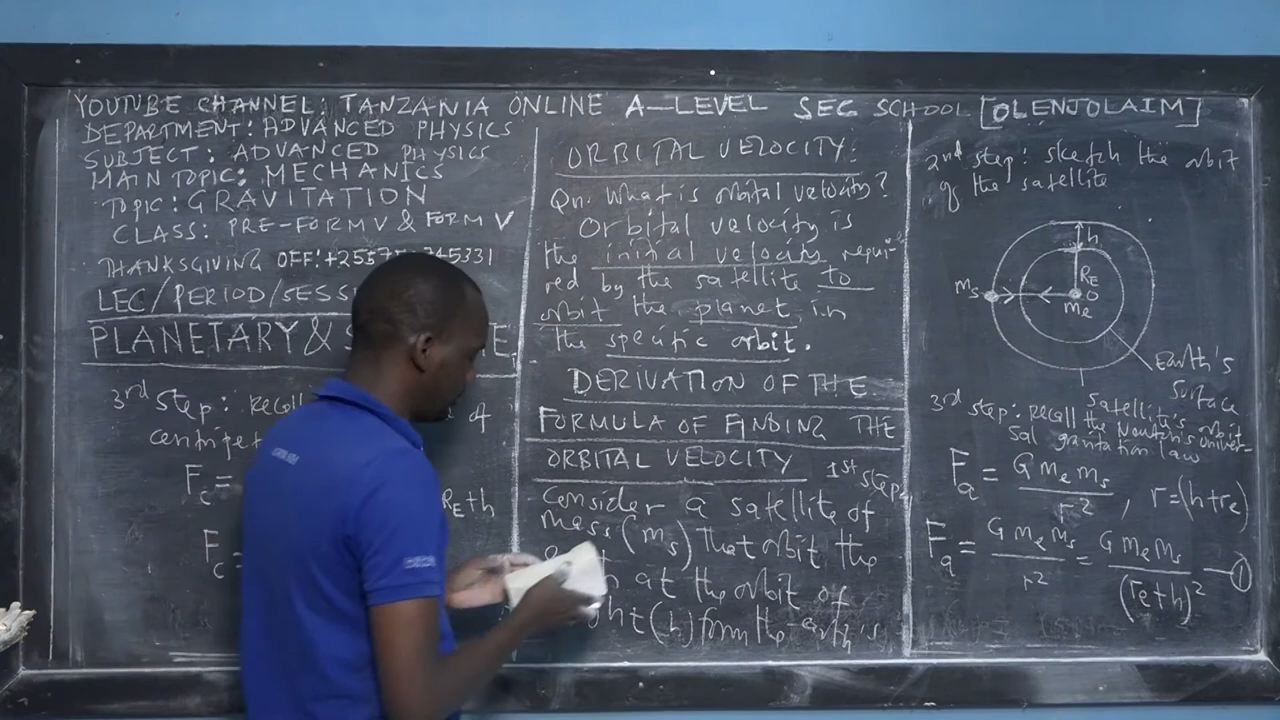 YOUTUBE CHANNEL: TANZANIA ONLINE A-LEVEL SEC SCHOOL [OLENJOLAIM]
DEPARTMENT: ADVANCED PHYSICS
SUBJECT: ADVANCED PHYSICS
MAIN TOPIC: MECHANICS
TOPIC: GRAVITATION
CLASS: PRE-FORM V & FORM V
THANKSGIVING OFF: +2557
345331
LEC/PERIOD/SESS
PLANETARY &
3rd step: recall of
centripet
Fc =
RE+h
Fc =
ORBITAL VELOCITY:
Qn. What is orbital velocity?
Orbital velocity is
the initial velocity requi
red by the satellite to
orbit the planet in
the specific orbit.
DERIVATION OF THE
FORMULA OF FINDING THE
ORBITAL VELOCITY 1st step
Consider a satellite of
mass (ms) that orbit the
at the orbit of
ht (h) form the earth's
2nd step: sketch the orbit
of the satellite
h
RE
ms
O
me
Earth's
surface
Satellite's orbit
3rd step: recall the Newton's univer-
sal gravitation law
Fa = G me ms / r², r = (h+re)
Fa = G me ms / r² = G me ms / (re+h)² —①